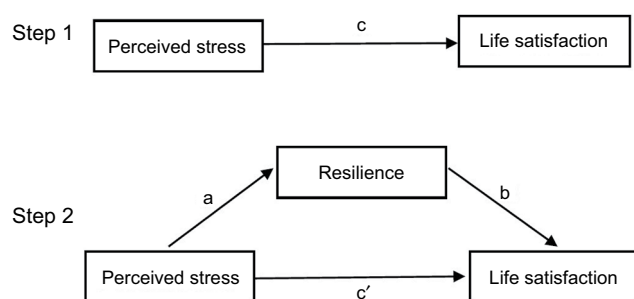 Step 1
Perceived stress
c
Life satisfaction
Resilience
a
b
Step 2
Perceived stress
c′
Life satisfaction